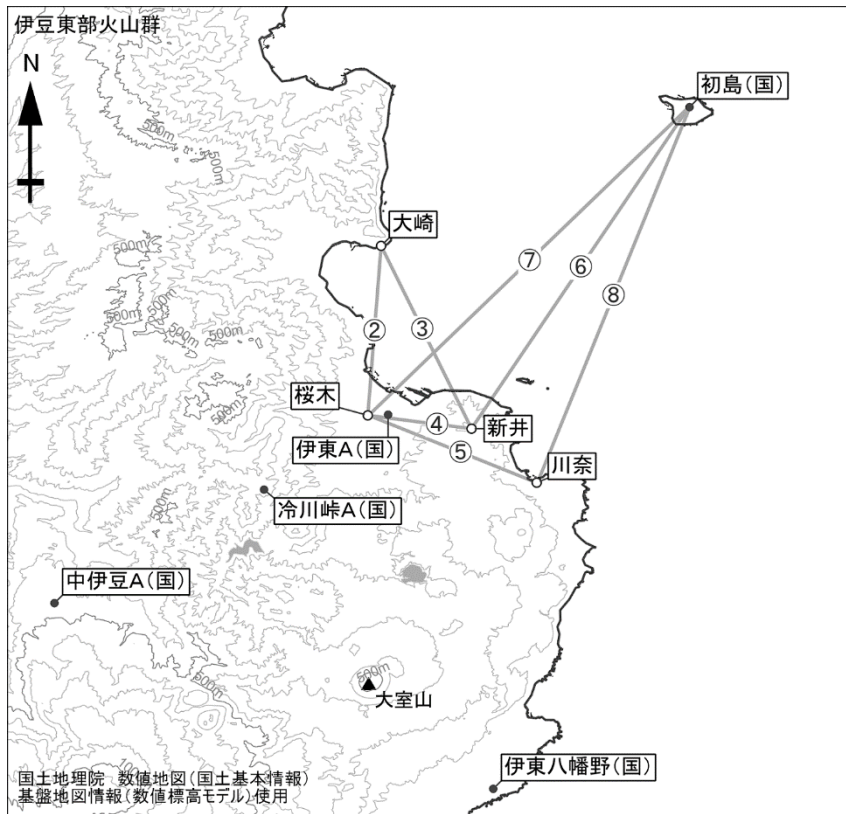 伊豆東部火山群
N
初島(国)
500m
大崎
500m
500m
500m
500m
500m
⑦
⑥
⑧
②
③
桜木
500m
④
新井
伊東A(国)
⑤
川奈
冷川峠A(国)
500m
中伊豆A(国)
500m
大室山
500m
伊東八幡野(国)
国土地理院 数値地図(国土基本情報)
基盤地図情報(数値標高モデル)使用